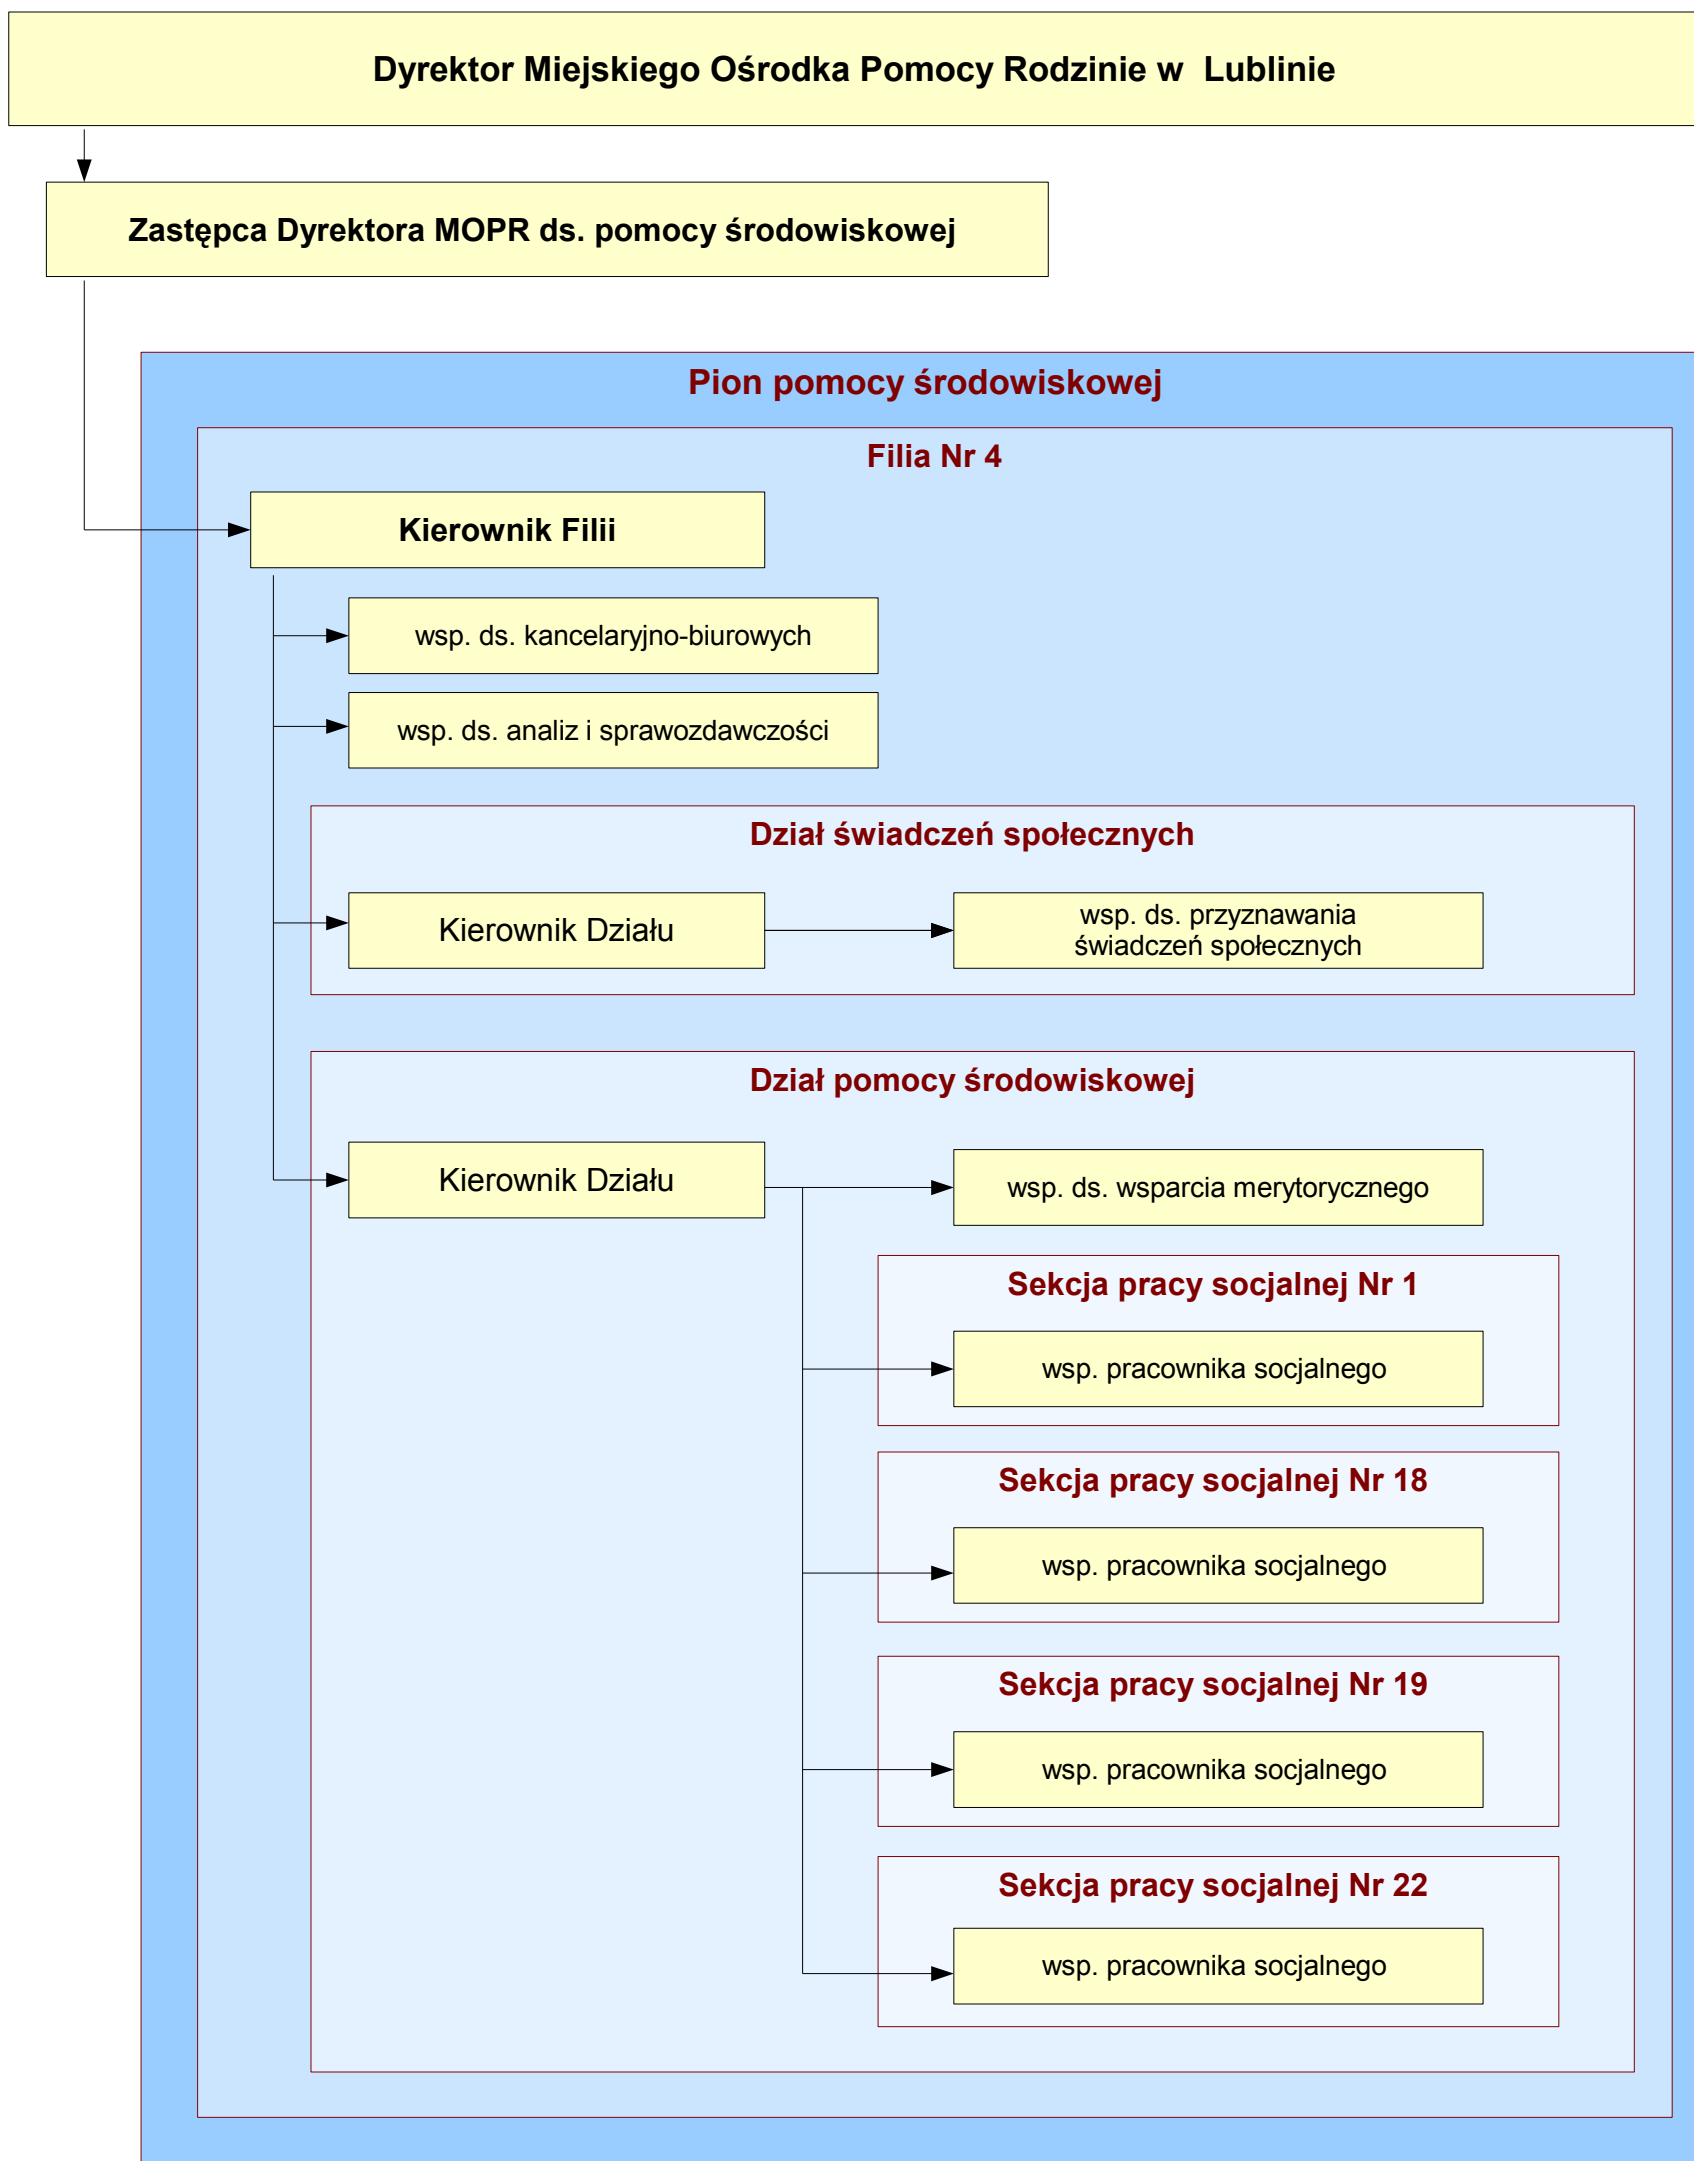 Dyrektor Miejskiego Ośrodka Pomocy Rodzinie w  Lublinie
Zastępca Dyrektora MOPR ds. pomocy środowiskowej
Pion pomocy środowiskowej
Filia Nr 4
Kierownik Filii
wsp. ds. kancelaryjno-biurowych
wsp. ds. analiz i sprawozdawczości
Dział świadczeń społecznych
Kierownik Działu
wsp. ds. przyznawania
świadczeń społecznych
Dział pomocy środowiskowej
Kierownik Działu
wsp. ds. wsparcia merytorycznego
Sekcja pracy socjalnej Nr 1
wsp. pracownika socjalnego
Sekcja pracy socjalnej Nr 18
wsp. pracownika socjalnego
Sekcja pracy socjalnej Nr 19
wsp. pracownika socjalnego
Sekcja pracy socjalnej Nr 22
wsp. pracownika socjalnego